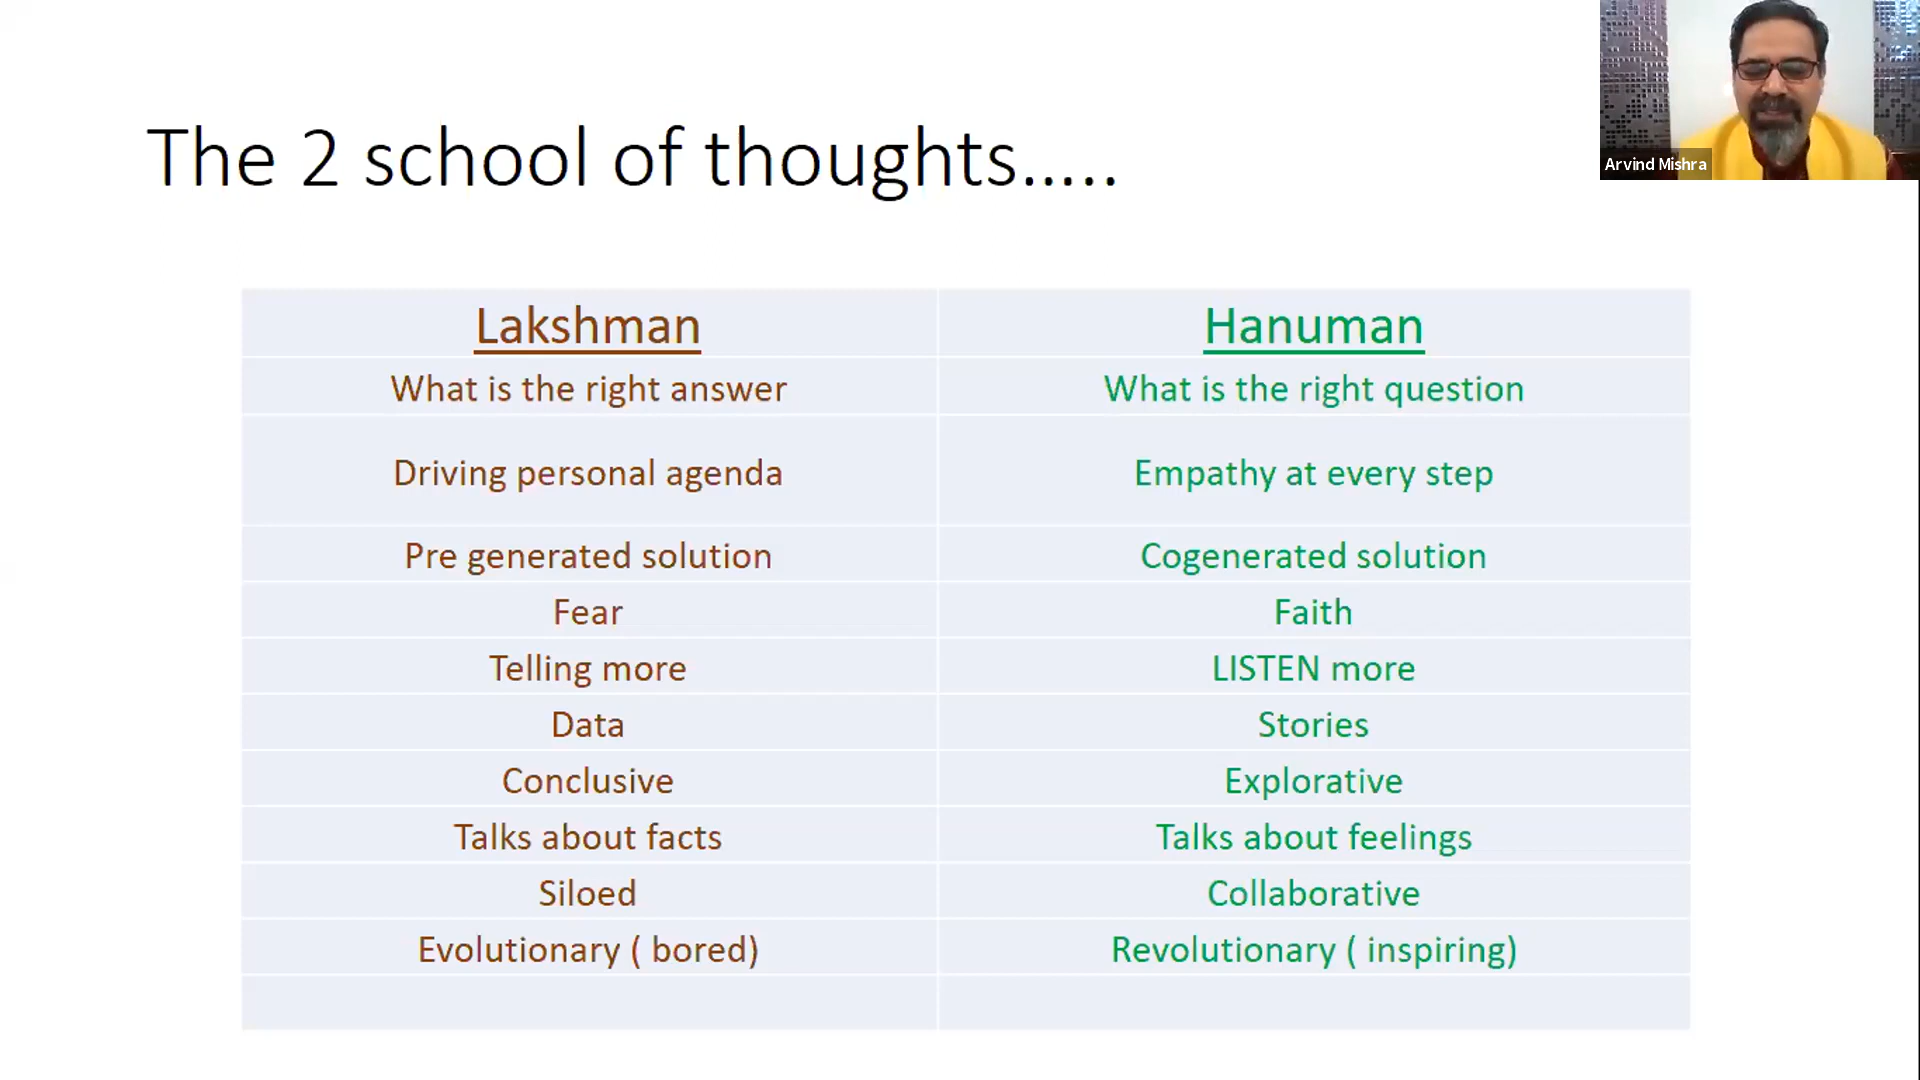 Arvind Mishra
The 2 school of thoughts.....
Lakshman
Hanuman
What is the right answer
What is the right question
Driving personal agenda
Empathy at every step
Pre generated solution
Cogenerated solution
Fear
Faith
Telling more
LISTEN more
Data
Stories
Conclusive
Explorative
Talks about facts
Talks about feelings
Siloed
Collaborative
Evolutionary ( bored)
Revolutionary ( inspiring)